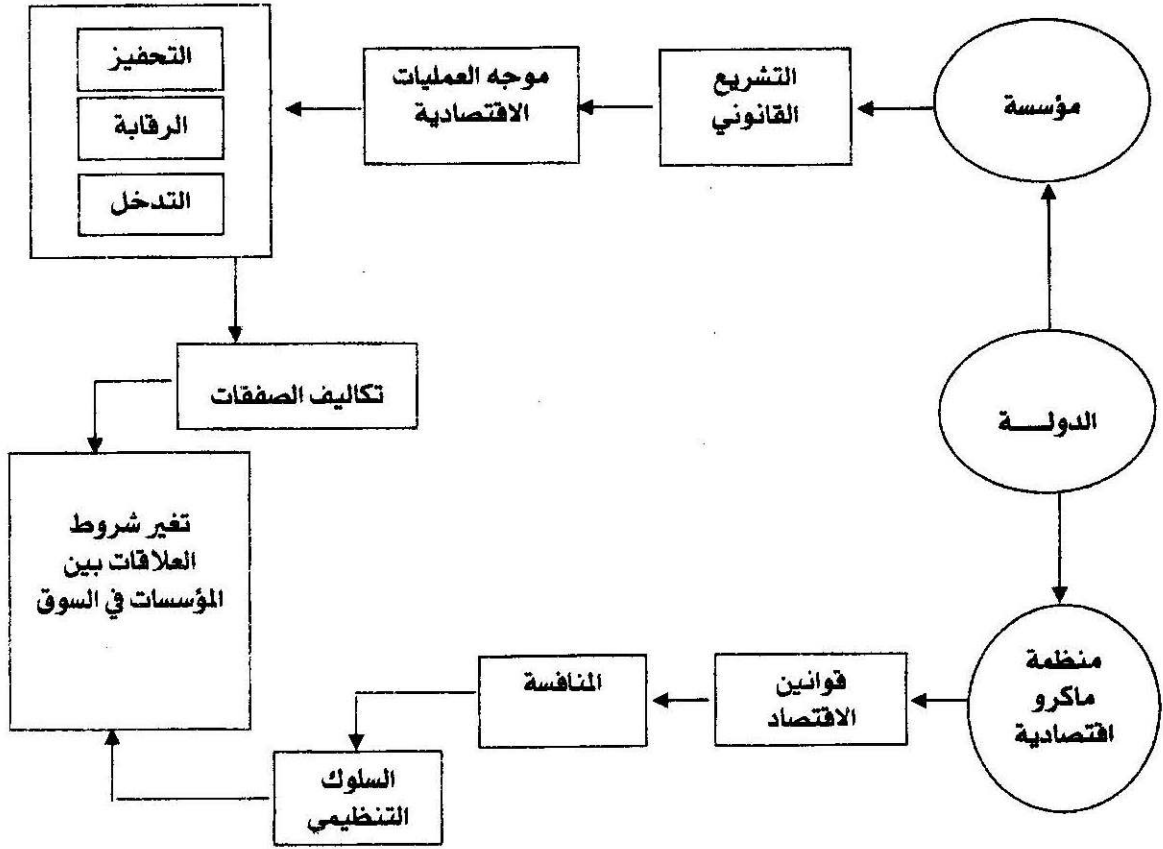 مؤسسة
التشريع
القانوني
موجه العمليات
الاقتصادية
التحفيز
الرقابة
التدخل
تكاليف الصفقات
الدولـــــة
تغير شروط
العلاقات بين
المؤسسات في السوق
منظمة
ماكرو
اقتصادية
قوانين
الاقتصاد
المنافسة
السلوك
التنظيمي